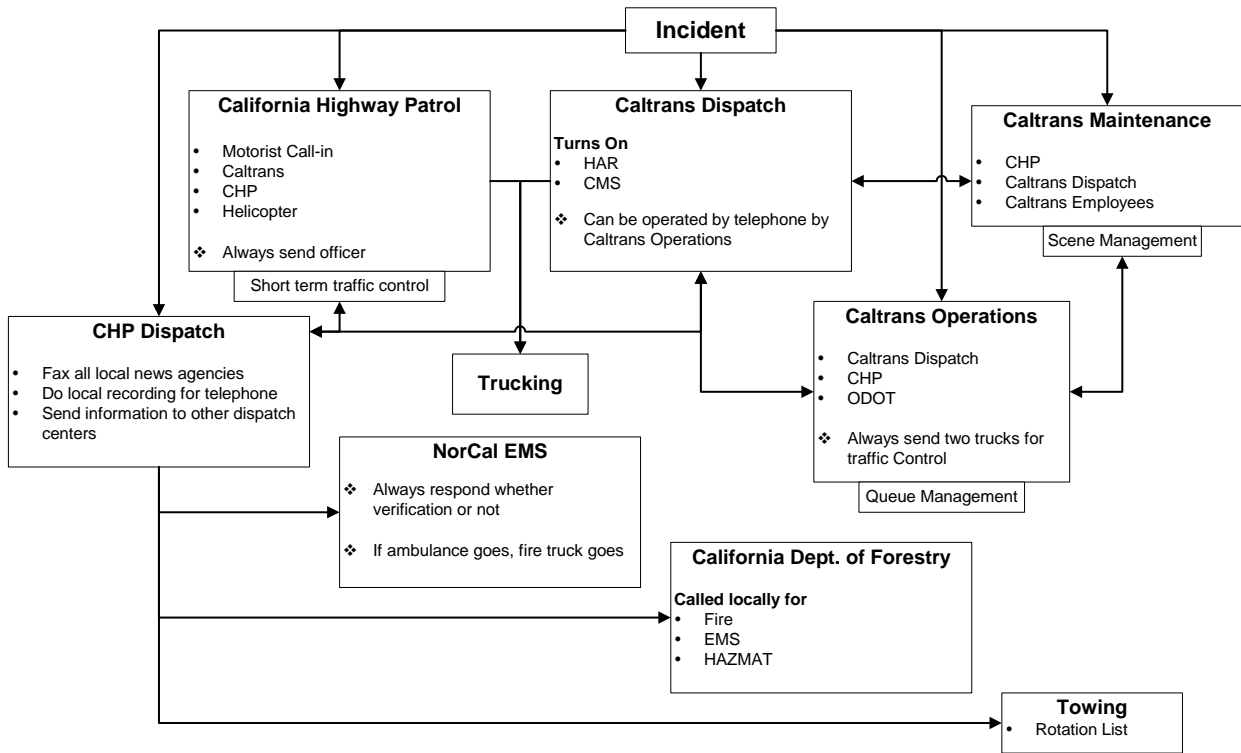 Incident
California Highway Patrol
• Motorist Call-in
• Caltrans
• CHP
• Helicopter
❖ Always send officer
Short term traffic control
Caltrans Dispatch
Turns On
• HAR
• CMS
❖ Can be operated by telephone by
Caltrans Operations
Caltrans Maintenance
• CHP
• Caltrans Dispatch
• Caltrans Employees
Scene Management
CHP Dispatch
• Fax all local news agencies
• Do local recording for telephone
• Send information to other dispatch
centers
Trucking
Caltrans Operations
• Caltrans Dispatch
• CHP
• ODOT
❖ Always send two trucks for
traffic Control
Queue Management
NorCal EMS
❖ Always respond whether
verification or not
❖ If ambulance goes, fire truck goes
California Dept. of Forestry
Called locally for
• Fire
• EMS
• HAZMAT
Towing
• Rotation List